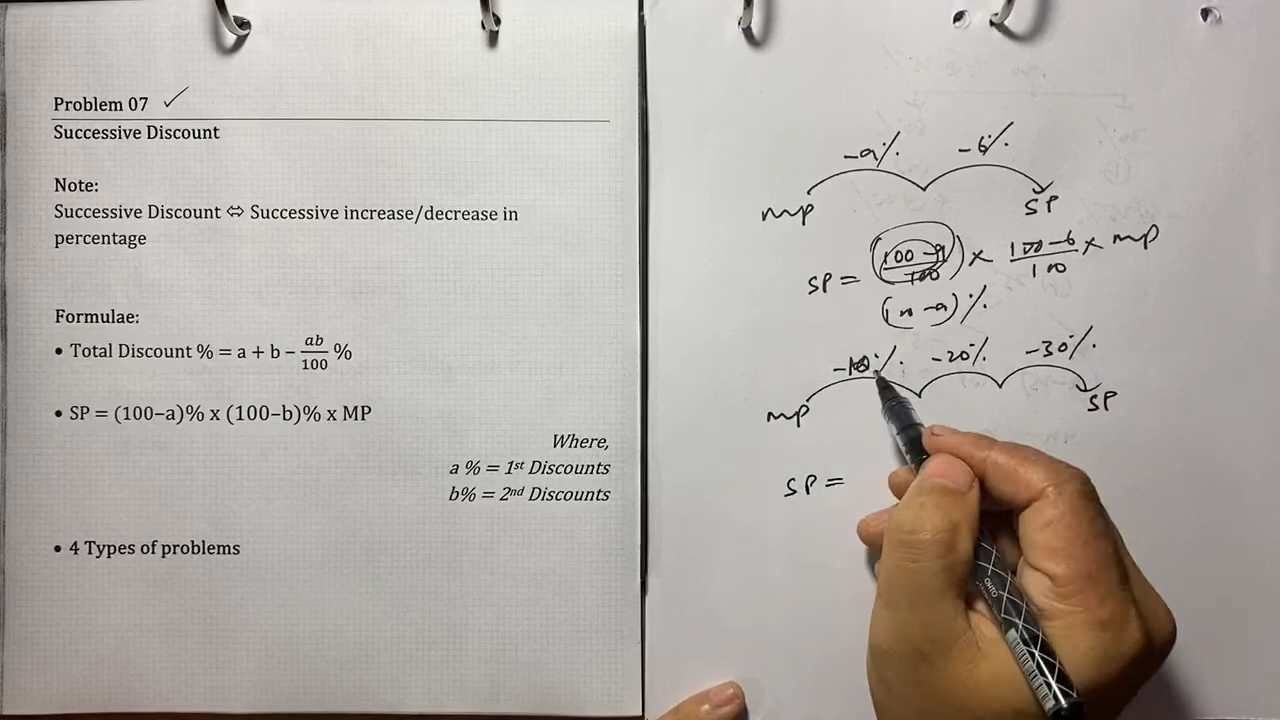 Problem 07
Successive Discount
Note:
Successive Discount ⇔ Successive increase/decrease in
percentage
Formulae:
• Total Discount % = a + b – ab/100 %
• SP = (100–a)% x (100–b)% x MP
Where,
a % = 1st Discounts
b% = 2nd Discounts
• 4 Types of problems
-a% -b%
MP SP
SP = (100-a/100) × 100-b/100 × MP
(100-a)%
-10% -20% -30%
MP SP
SP =
OHTO